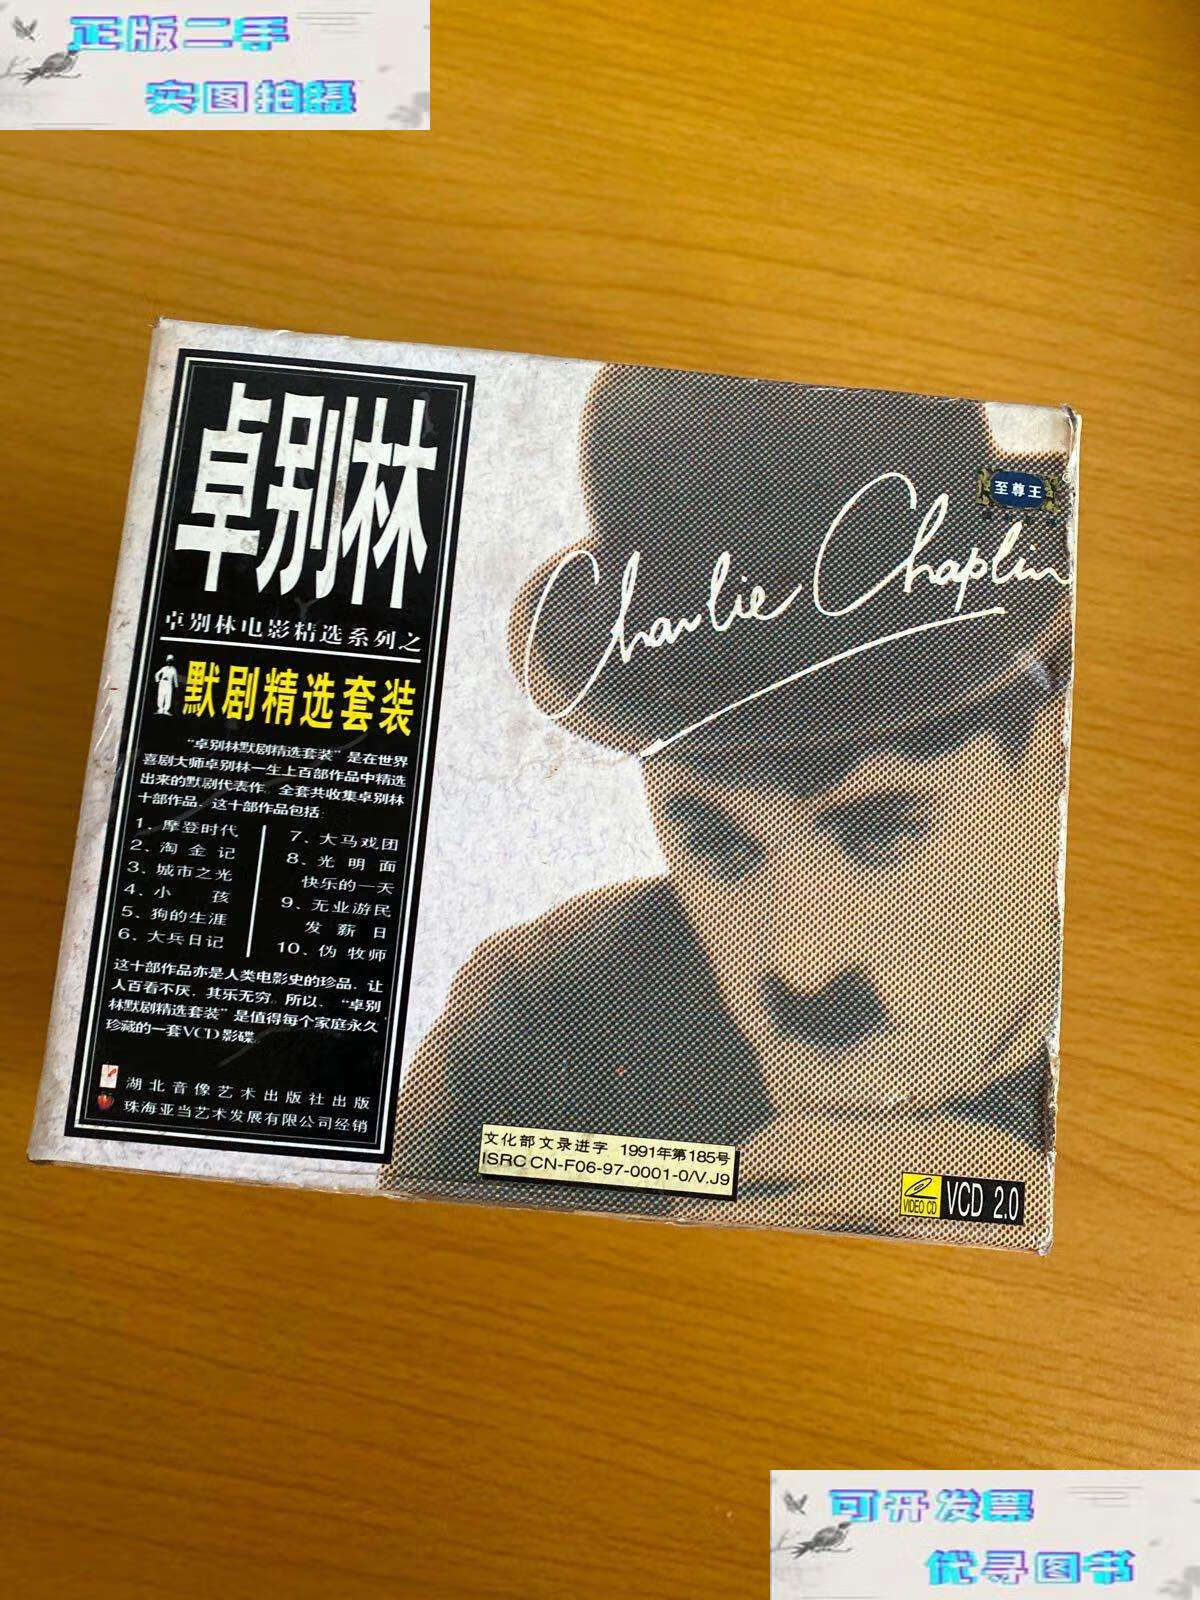 正版二手
实图拍摄
卓别林
卓别林电影精选系列之
默剧精选套装
“卓别林默剧精选套装”是在世界
喜剧大师卓别林一生上百部作品中精选
出来的默剧代表作。全套共收集卓别林
十部作品。这十部作品包括:
1、摩登时代
2、淘金记
3、城市之光
4、小孩
5、狗的生涯
6、大兵日记
7、大马戏团
8、光明面
快乐的一天
9、无业游民
发薪日
10、伪牧师
这十部作品亦是人类电影史的珍品，让
人百看不厌，其乐无穷。所以，“卓别
林默剧精选套装”是值得每个家庭永久
珍藏的一套VCD影碟。
湖北音像艺术出版社出版
珠海亚当艺术发展有限公司经销
至尊王
Charlie Chaplin
文化部文录进字 1991年第185号
ISRC CN-F06-97-0001-0/V.J9
VIDEO CD
VCD 2.0
可开发票
代寻图书